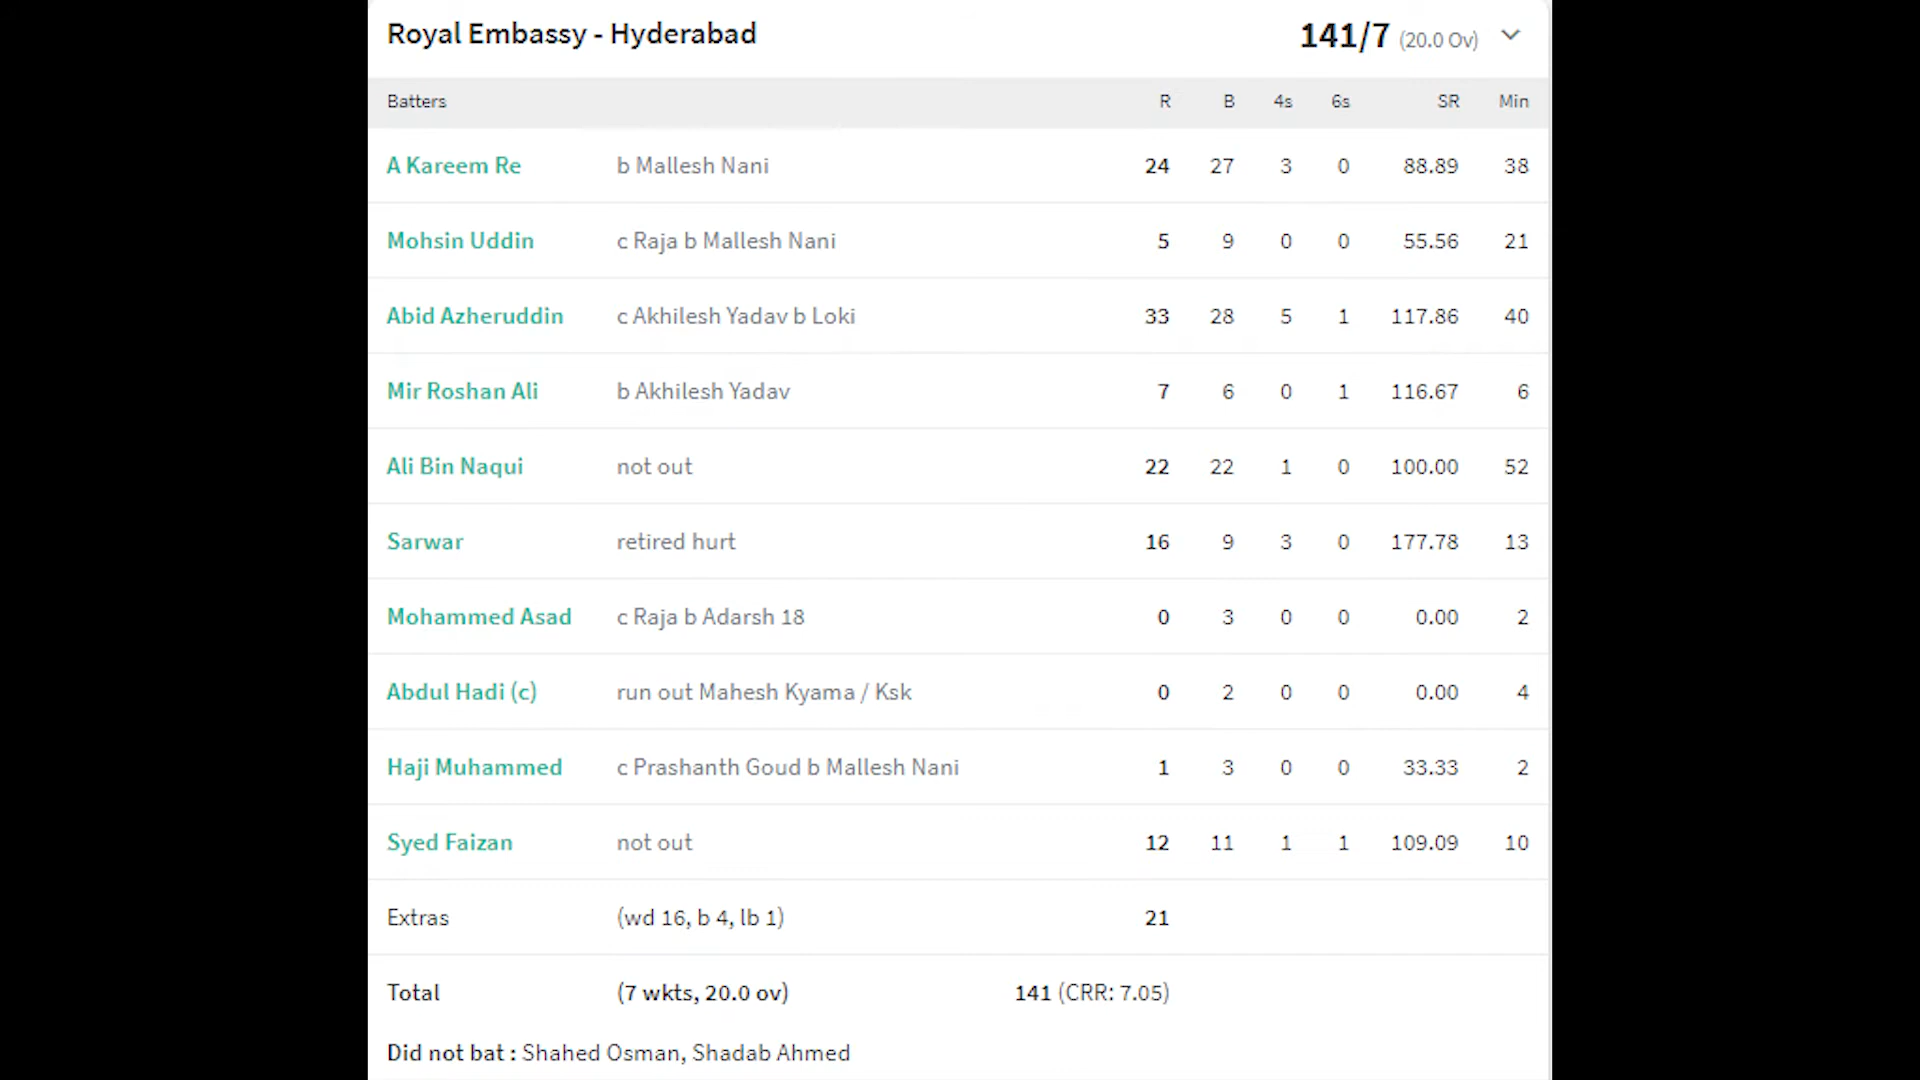 Royal Embassy - Hyderabad 141/7 (20.0 Ov)
Batters R B 4s 6s SR Min
A Kareem Re b Mallesh Nani 24 27 3 0 88.89 38
Mohsin Uddin c Raja b Mallesh Nani 5 9 0 0 55.56 21
Abid Azheruddin c Akhilesh Yadav b Loki 33 28 5 1 117.86 40
Mir Roshan Ali b Akhilesh Yadav 7 6 0 1 116.67 6
Ali Bin Naqui not out 22 22 1 0 100.00 52
Sarwar retired hurt 16 9 3 0 177.78 13
Mohammed Asad c Raja b Adarsh 18 0 3 0 0 0.00 2
Abdul Hadi (c) run out Mahesh Kyama / Ksk 0 2 0 0 0.00 4
Haji Muhammed c Prashanth Goud b Mallesh Nani 1 3 0 0 33.33 2
Syed Faizan not out 12 11 1 1 109.09 10
Extras (wd 16, b 4, lb 1) 21
Total (7 wkts, 20.0 ov) 141 (CRR: 7.05)
Did not bat : Shahed Osman, Shadab Ahmed